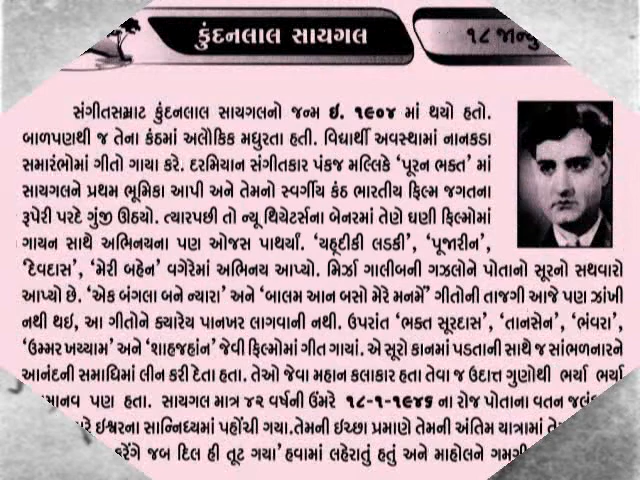 કુંદનલાલ સાયગલ
૧૮ જાન્યુ
સંગીતસમ્રાટ કુંદનલાલ સાયગલનો જન્મ ઇ. ૧૯૦૪ માં થયો હતો.
બાળપણથી જ તેના કંઠમાં અલૌકિક મધુરતા હતી. વિદ્યાર્થી અવસ્થામાં નાનકડા
સમારંભોમાં ગીતો ગાયા કરે. દરમિયાન સંગીતકાર પંકજ મલ્લિકે ‘પૂરન ભક્ત’ માં
સાયગલને પ્રથમ ભૂમિકા આપી અને તેમનો સ્વર્ગીય કંઠ ભારતીય ફિલ્મ જગતના
રૂપેરી પરદે ગુંજી ઊઠયો. ત્યારપછી તો ન્યૂ થિયેટર્સના બેનરમાં તેણે ઘણી ફિલ્મોમાં
ગાયન સાથે અભિનયના પણ ઓજસ પાથર્યાં. ‘યહૂદીકી લડકી’, ‘પૂજારીન’,
‘દેવદાસ’, ‘મેરી બહેન’ વગેરેમાં અભિનય આપ્યો. મિર્ઝા ગાલીબની ગઝલોને પોતાનો સૂરનો સથવારો
આપ્યો છે. ‘એક બંગલા બને ન્યારા’ અને ‘બાલમ આન બસો મેરે મનમેં’ ગીતોની તાજગી આજે પણ ઝાંખી
નથી થઇ, આ ગીતોને ક્યારેય પાનખર લાગવાની નથી. ઉપરાંત ‘ભક્ત સૂરદાસ’, ‘તાનસેન’, ‘ભંવરા’,
‘ઉમ્મર ખય્યામ’ અને ‘શાહજહાંન’ જેવી ફિલ્મોમાં ગીત ગાયાં. એ સૂરો કાનમાં પડતાની સાથે જ સાંભળનારને
આનંદની સમાધિમાં લીન કરી દેતા હતા. તેઓ જેવા મહાન કલાકાર હતા તેવા જ ઉદાત્ત ગુણોથી ભર્યા ભર્યા
માનવ પણ હતા. સાયગલ માત્ર ૪૨ વર્ષની ઉંમરે ૧૮-૧-૧૯૪૬ ના રોજ પોતાના વતન જલં
રે ઈશ્વરના સાન્નિધ્યમાં પહોંચી ગયા.તેમની ઈચ્છા પ્રમાણે તેમની અંતિમ યાત્રામાં તે
કરેંગે જબ દિલ હી તૂટ ગયા’ હવામાં લહેરાતું હતું અને માહોલને ગમગી